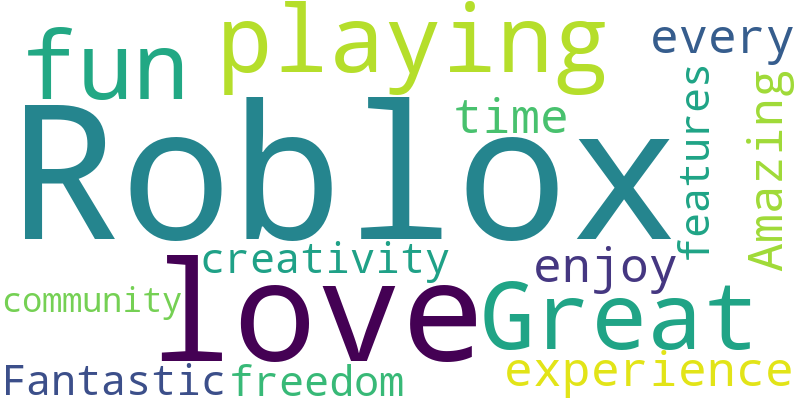 playing
every
fun
Roblox
time
features
Amazing
creativity
enjoy
love
community
Great
experience
Fantastic
freedom